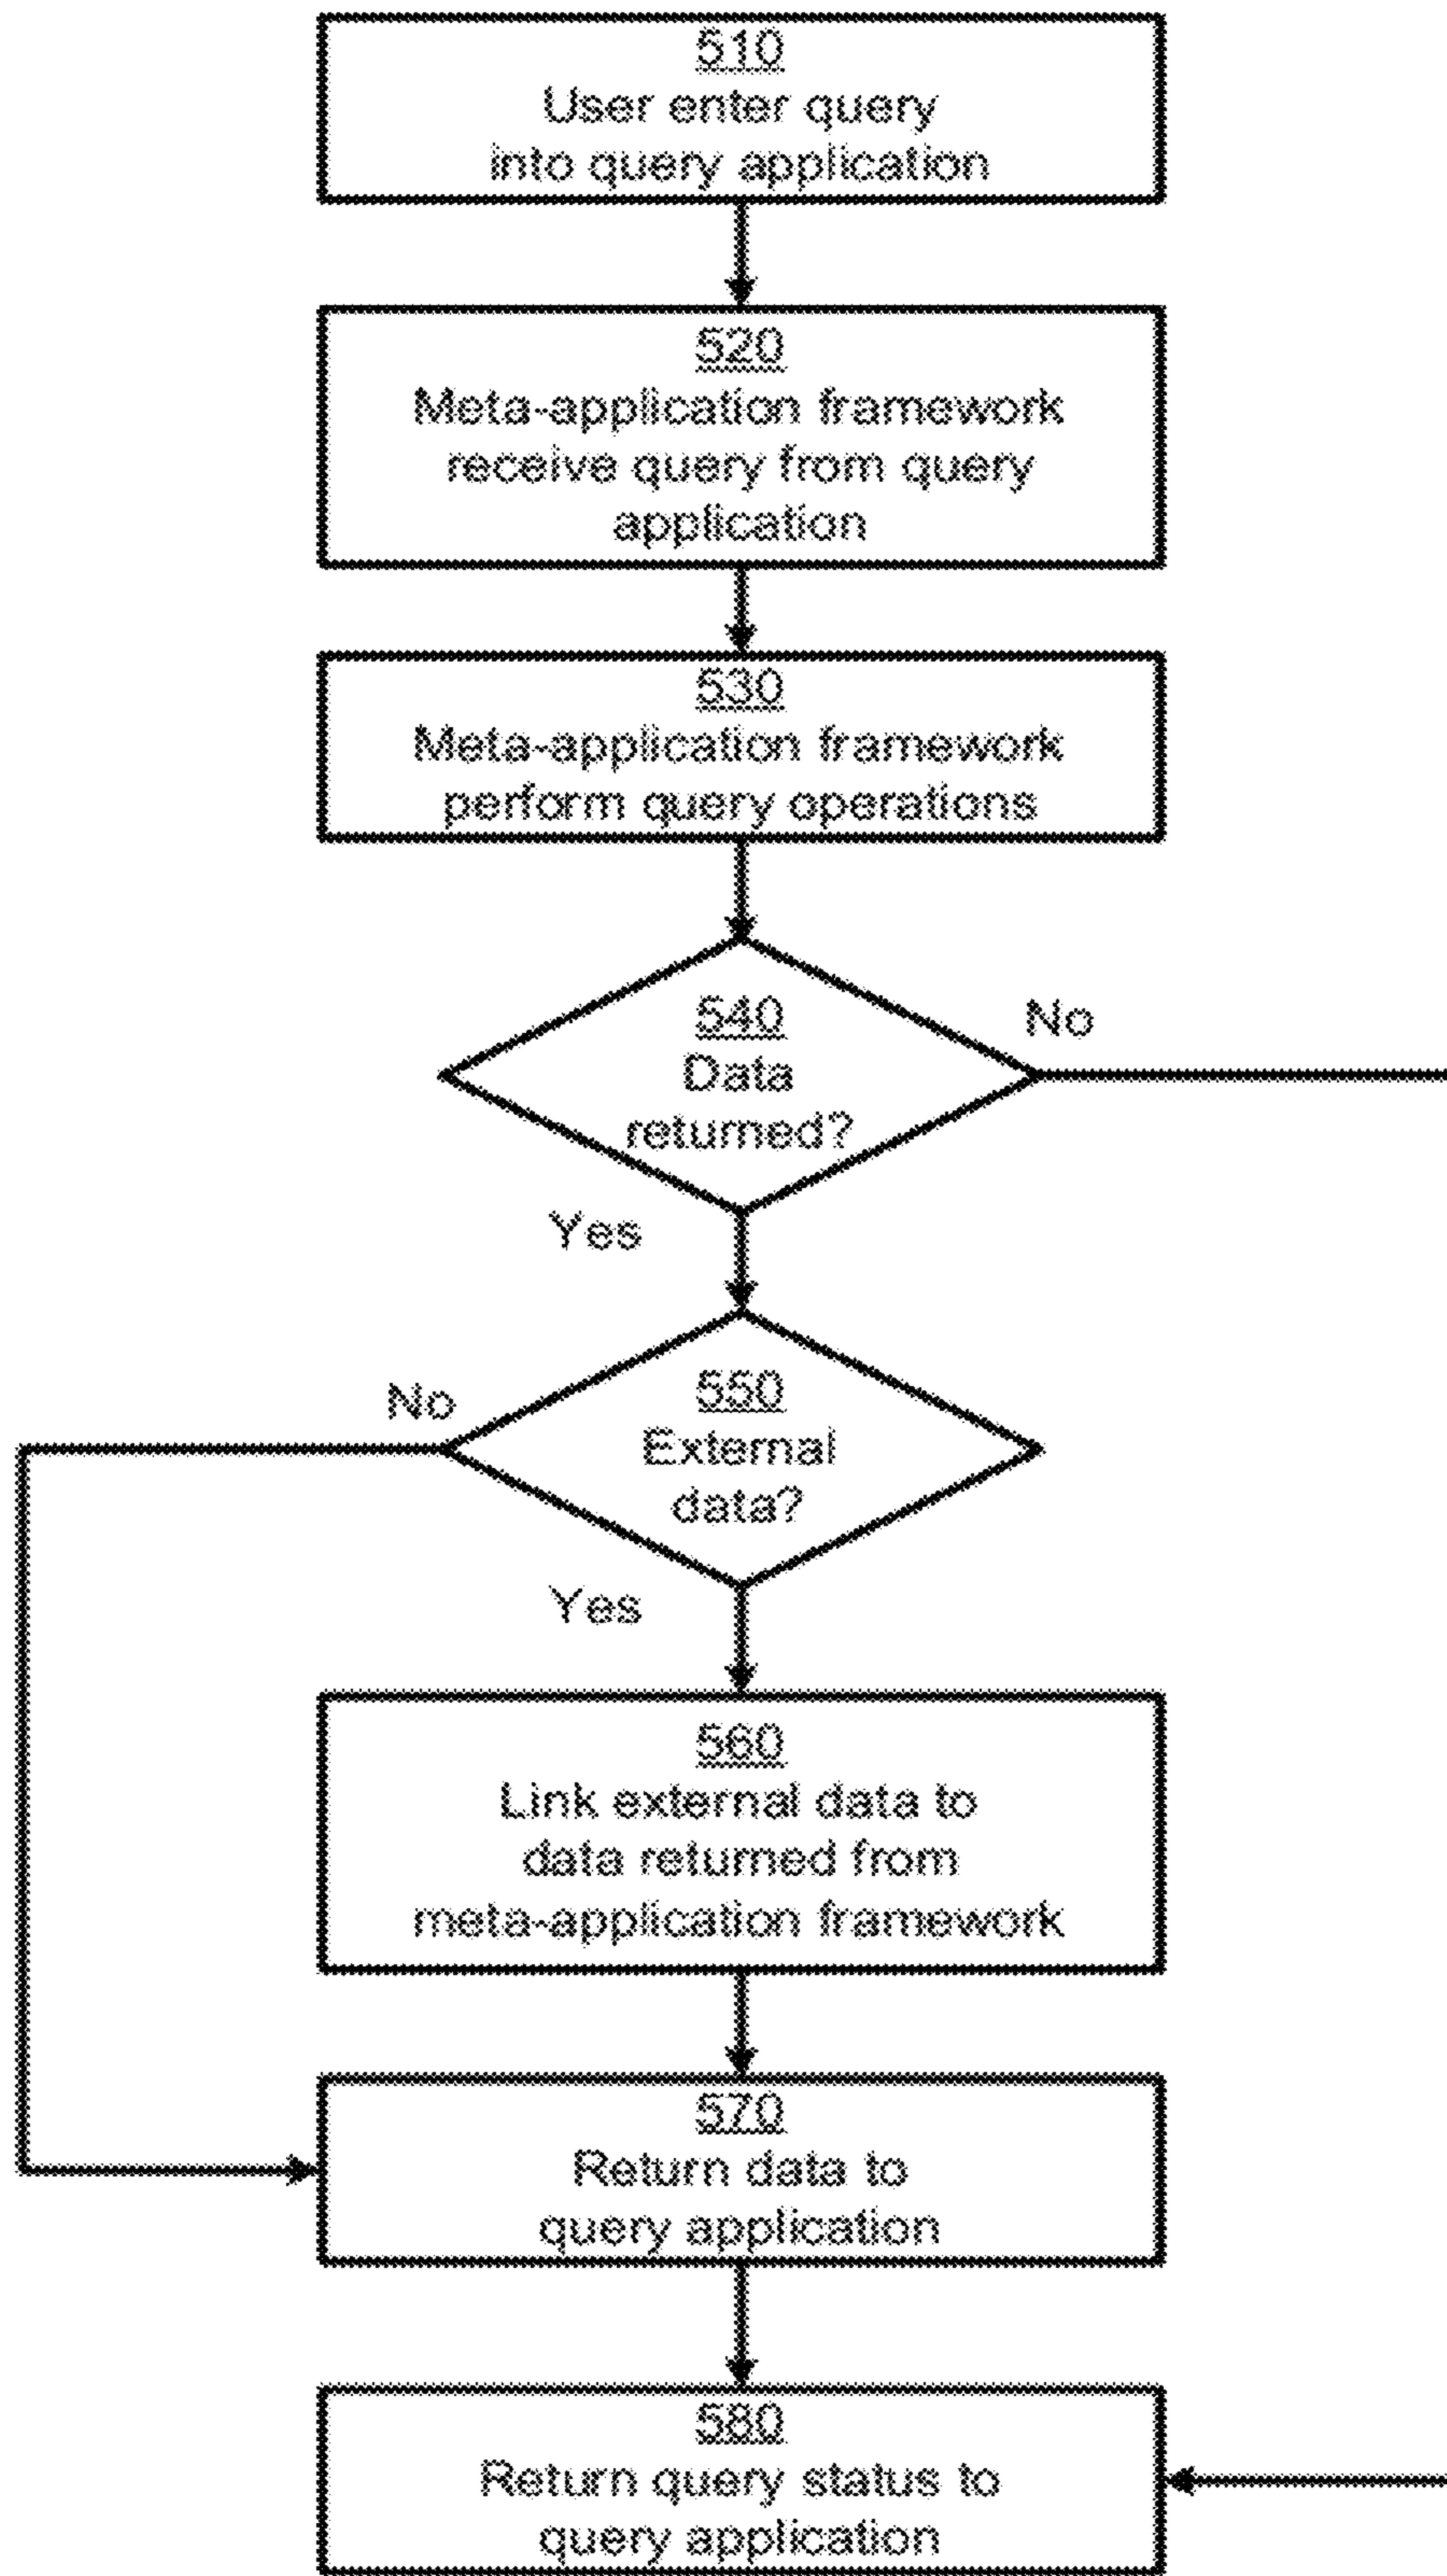 510
User enter query
into query application
520
Meta-application framework
receive query from query
application
530
Meta-application framework
perform query operations
540
Data
returned?
No
Yes
550
External
data?
No
Yes
560
Link external data to
data returned from
meta-application framework
570
Return data to
query application
580
Return query status to
query application